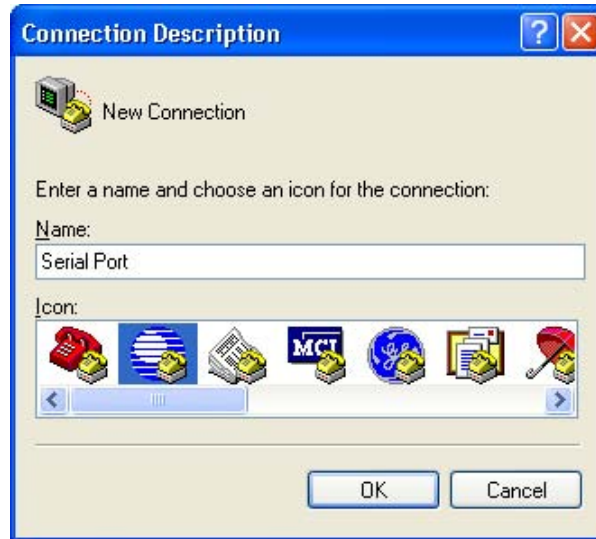 Connection Description
New Connection
Enter a name and choose an icon for the connection:
Name:
Serial Port
Icon:
MCI
OK
Cancel